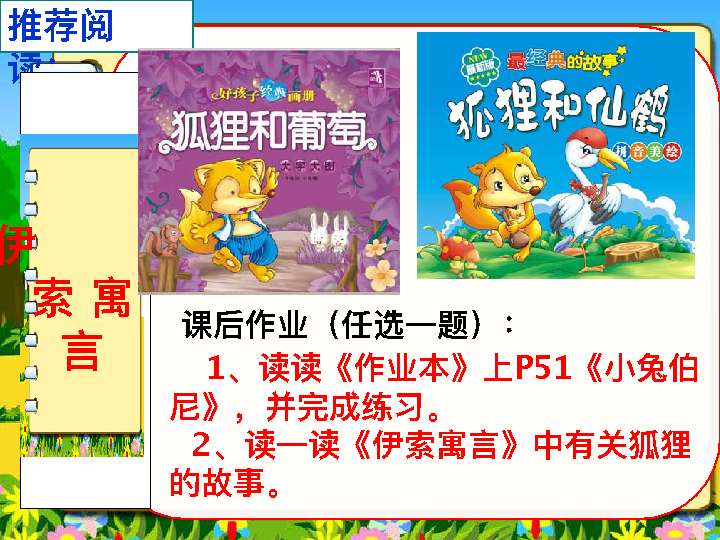 推荐阅
读
伊
索 寓
言
好孩子经典画册
狐狸和葡萄
大字大图
NEW
最新版
最经典的故事
狐狸和仙鹤
拼音美绘
课后作业（任选一题）：
1、读读《作业本》上P51《小兔伯
尼》，并完成练习。
2、读一读《伊索寓言》中有关狐狸
的故事。